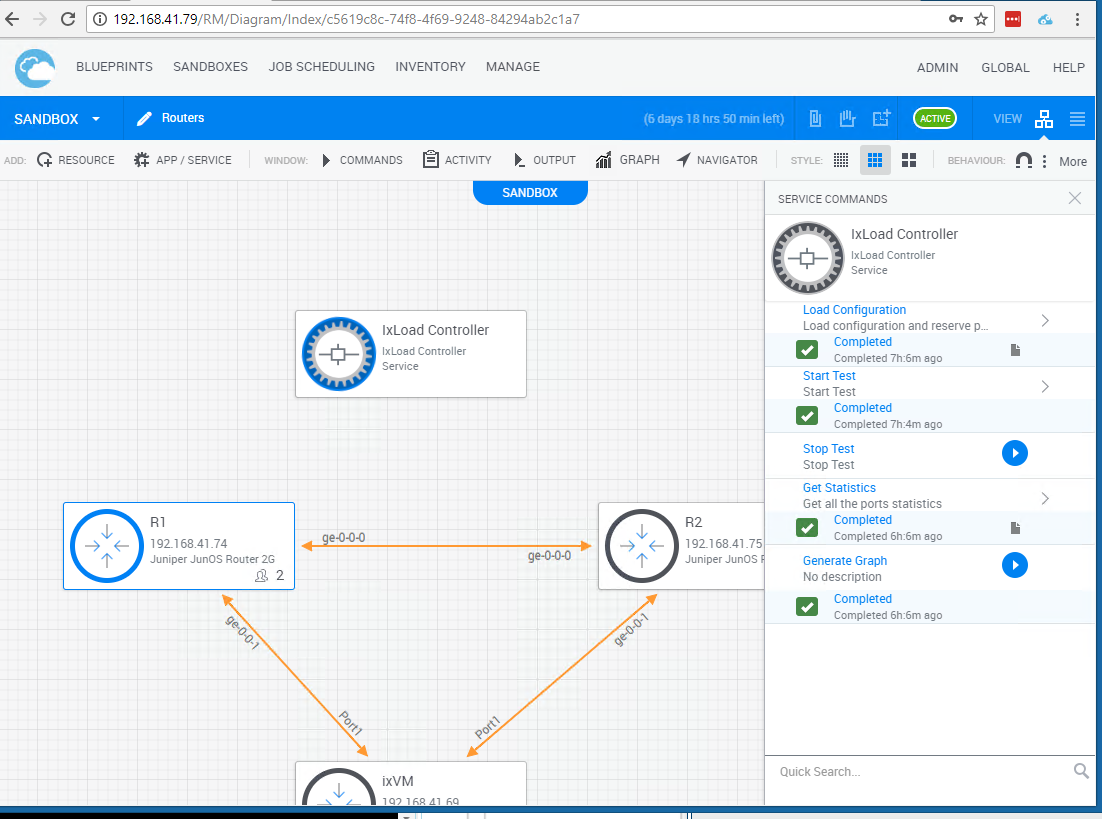 192.168.41.79/RM/Diagram/Index/c5619c8c-74f8-4f69-9248-84294ab2c1a7
BLUEPRINTS SANDBOXES JOB SCHEDULING INVENTORY MANAGE ADMIN GLOBAL HELP
SANDBOX Routers (6 days 18 hrs 50 min left) ACTIVE VIEW
ADD: RESOURCE APP / SERVICE WINDOW: COMMANDS ACTIVITY OUTPUT GRAPH NAVIGATOR STYLE: BEHAVIOUR: More
SANDBOX
IxLoad Controller
IxLoad Controller
Service
R1
192.168.41.74
Juniper JunOS Router 2G
2
ge-0-0-0
ge-0-0-0
R2
192.168.41.75
Juniper JunOS
ge-0-0-1
Port1
ge-0-0-1
Port1
ixVM
192.168.41.69
SERVICE COMMANDS
IxLoad Controller
IxLoad Controller
Service
Load Configuration
Load configuration and reserve p...
Completed
Completed 7h:6m ago
Start Test
Start Test
Completed
Completed 7h:4m ago
Stop Test
Stop Test
Get Statistics
Get all the ports statistics
Completed
Completed 6h:6m ago
Generate Graph
No description
Completed
Completed 6h:6m ago
Quick Search...